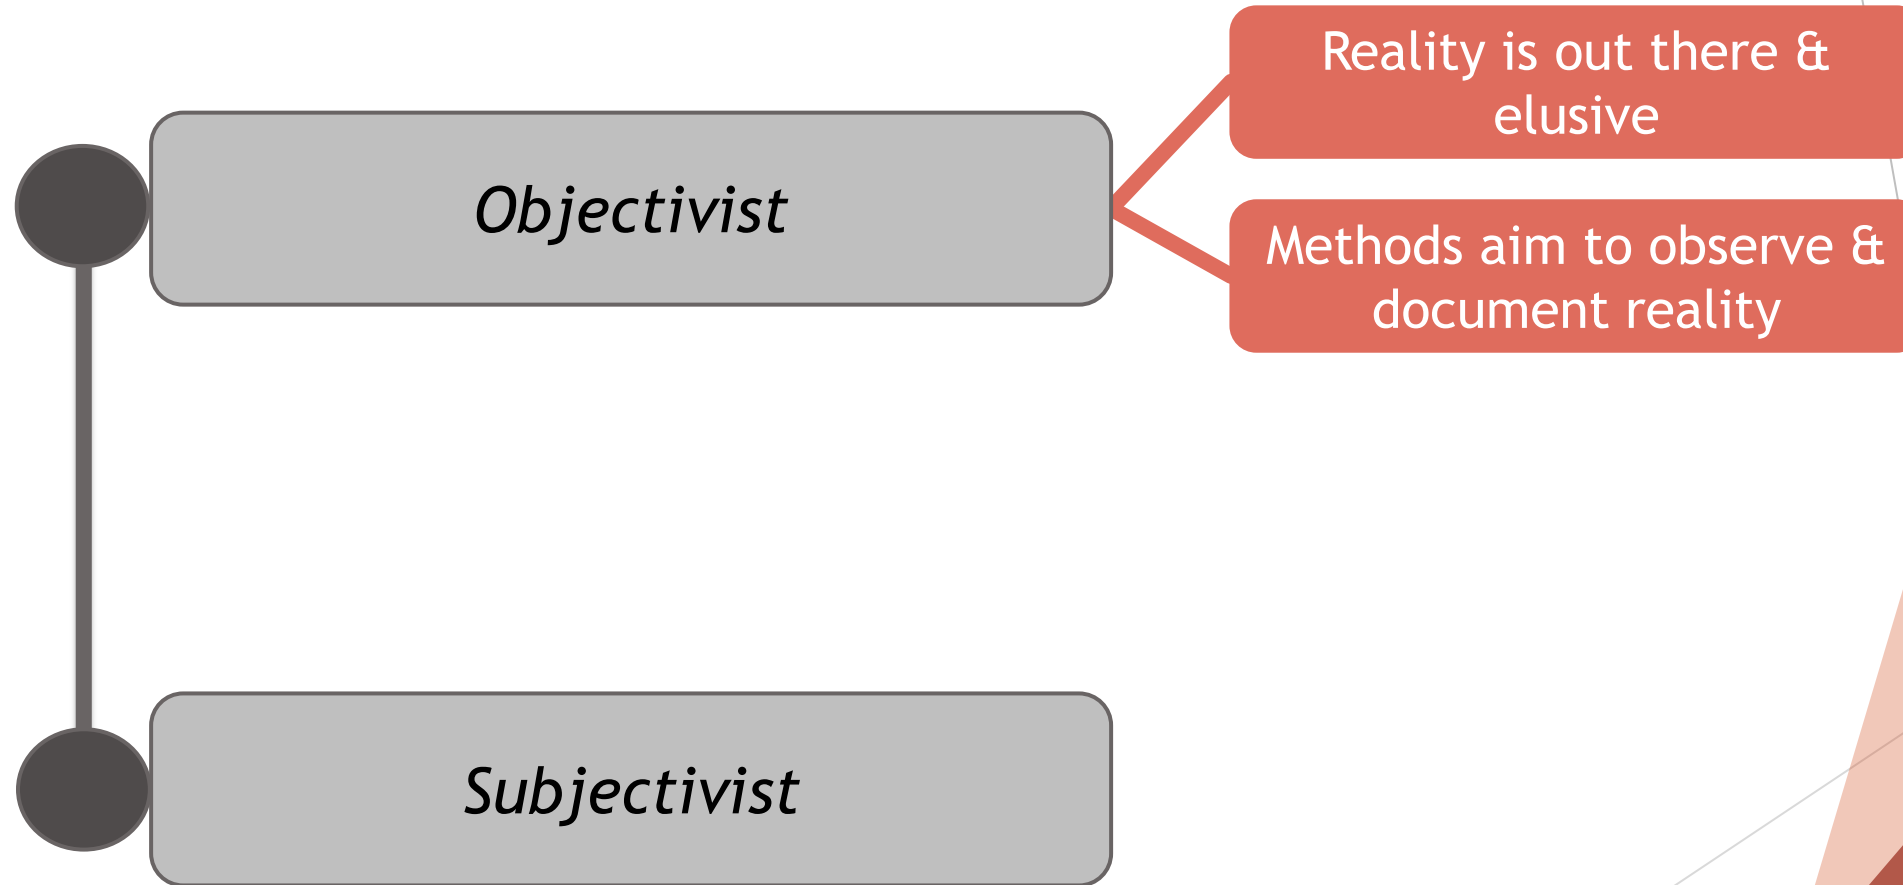 Reality is out there &
elusive
Objectivist
Methods aim to observe &
document reality
Subjectivist